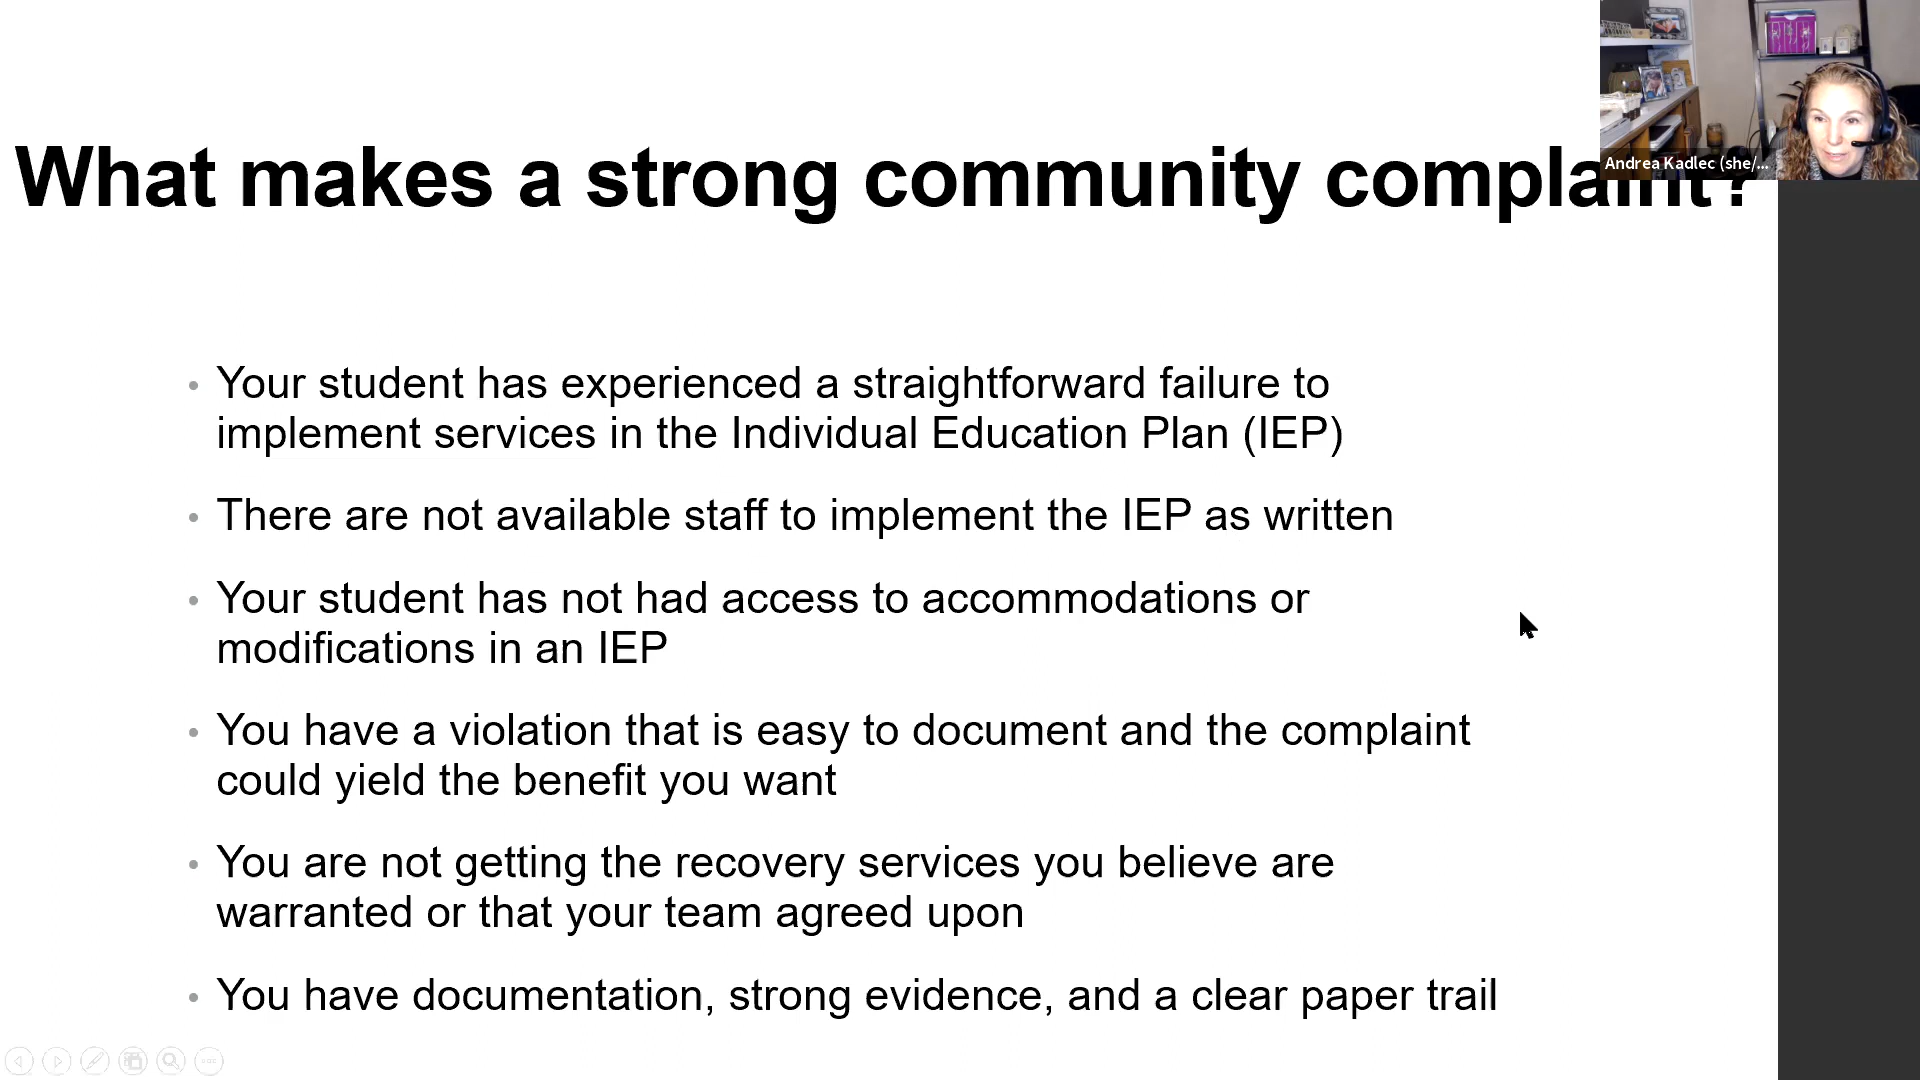 What makes a strong community complaint?
Andrea Kadlec (she/...
• Your student has experienced a straightforward failure to
implement services in the Individual Education Plan (IEP)
• There are not available staff to implement the IEP as written
• Your student has not had access to accommodations or
modifications in an IEP
• You have a violation that is easy to document and the complaint
could yield the benefit you want
• You are not getting the recovery services you believe are
warranted or that your team agreed upon
• You have documentation, strong evidence, and a clear paper trail